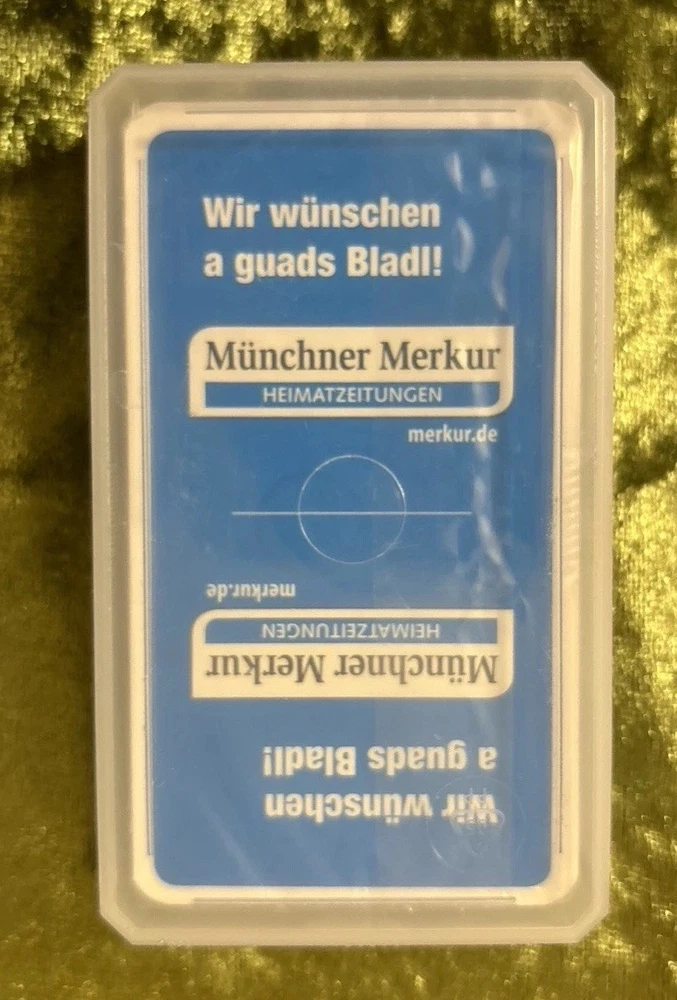 Wir wünschen
a guads Bladl!
Münchner Merkur
HEIMATZEITUNGEN
merkur.de
merkur.de
HEIMATZEITUNGEN
Münchner Merkur
a guads Bladl!
Wir wünschen